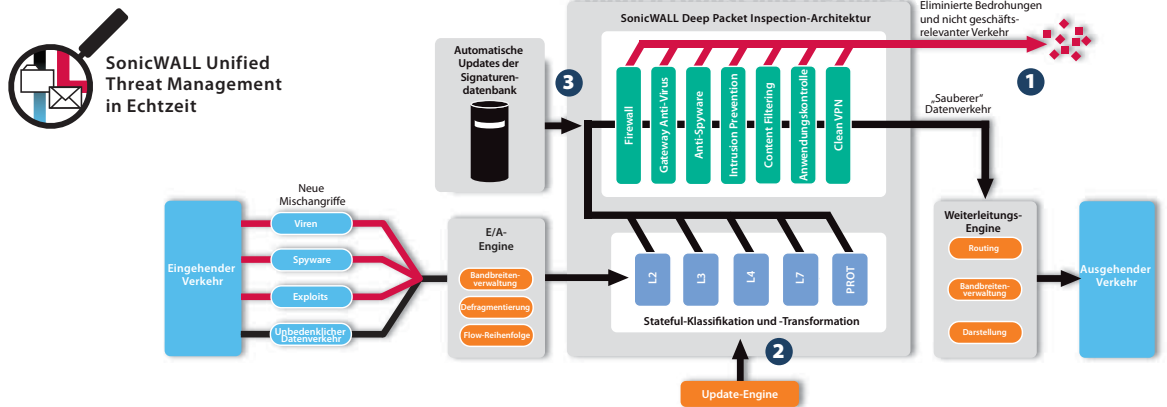 SonicWALL Unified
Threat Management
in Echtzeit
Automatische
Updates der
Signaturen-
datenbank
3
SonicWALL Deep Packet Inspection-Architektur
Firewall
Gateway Anti-Virus
Anti-Spyware
Intrusion Prevention
Content Filtering
Anwendungskontrolle
Clean VPN
Eliminierte Bedrohungen
und nicht geschäfts-
relevanter Verkehr
1
„Sauberer“
Datenverkehr
Eingehender
Verkehr
Neue
Mischangriffe
Viren
Spyware
Exploits
Unbedenklicher
Datenverkehr
E/A-
Engine
Bandbreiten-
verwaltung
Defragmentierung
Flow-Reihenfolge
L2
L3
L4
L7
PROT
Stateful-Klassifikation und -Transformation
2
Update-Engine
Weiterleitungs-
Engine
Routing
Bandbreiten-
verwaltung
Darstellung
Ausgehender
Verkehr